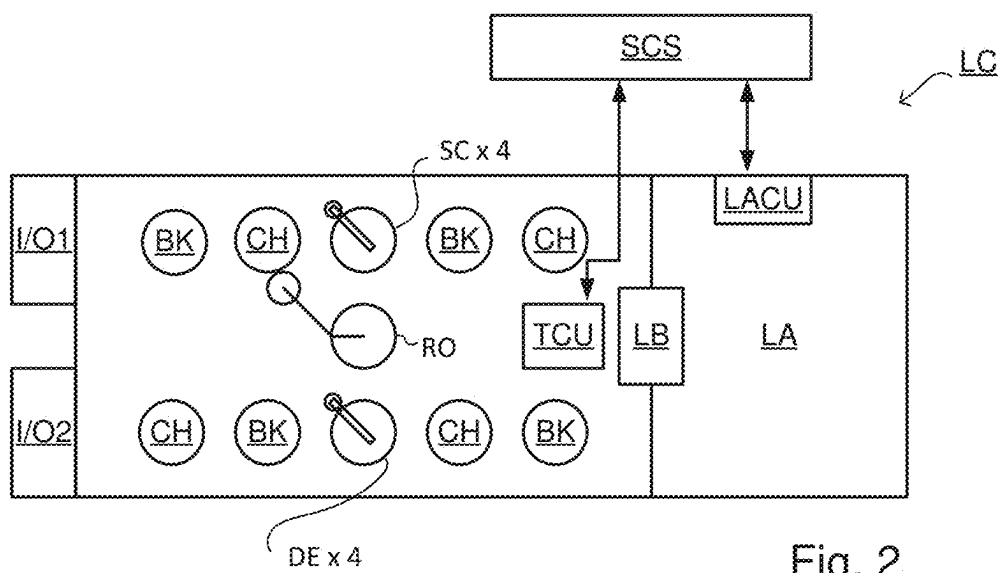 SCS
LC
SC x 4
LACU
I/O1
BK
CH
BK
CH
TCU
LB
LA
RO
I/O2
CH
BK
CH
BK
DE x 4
Fig. 2